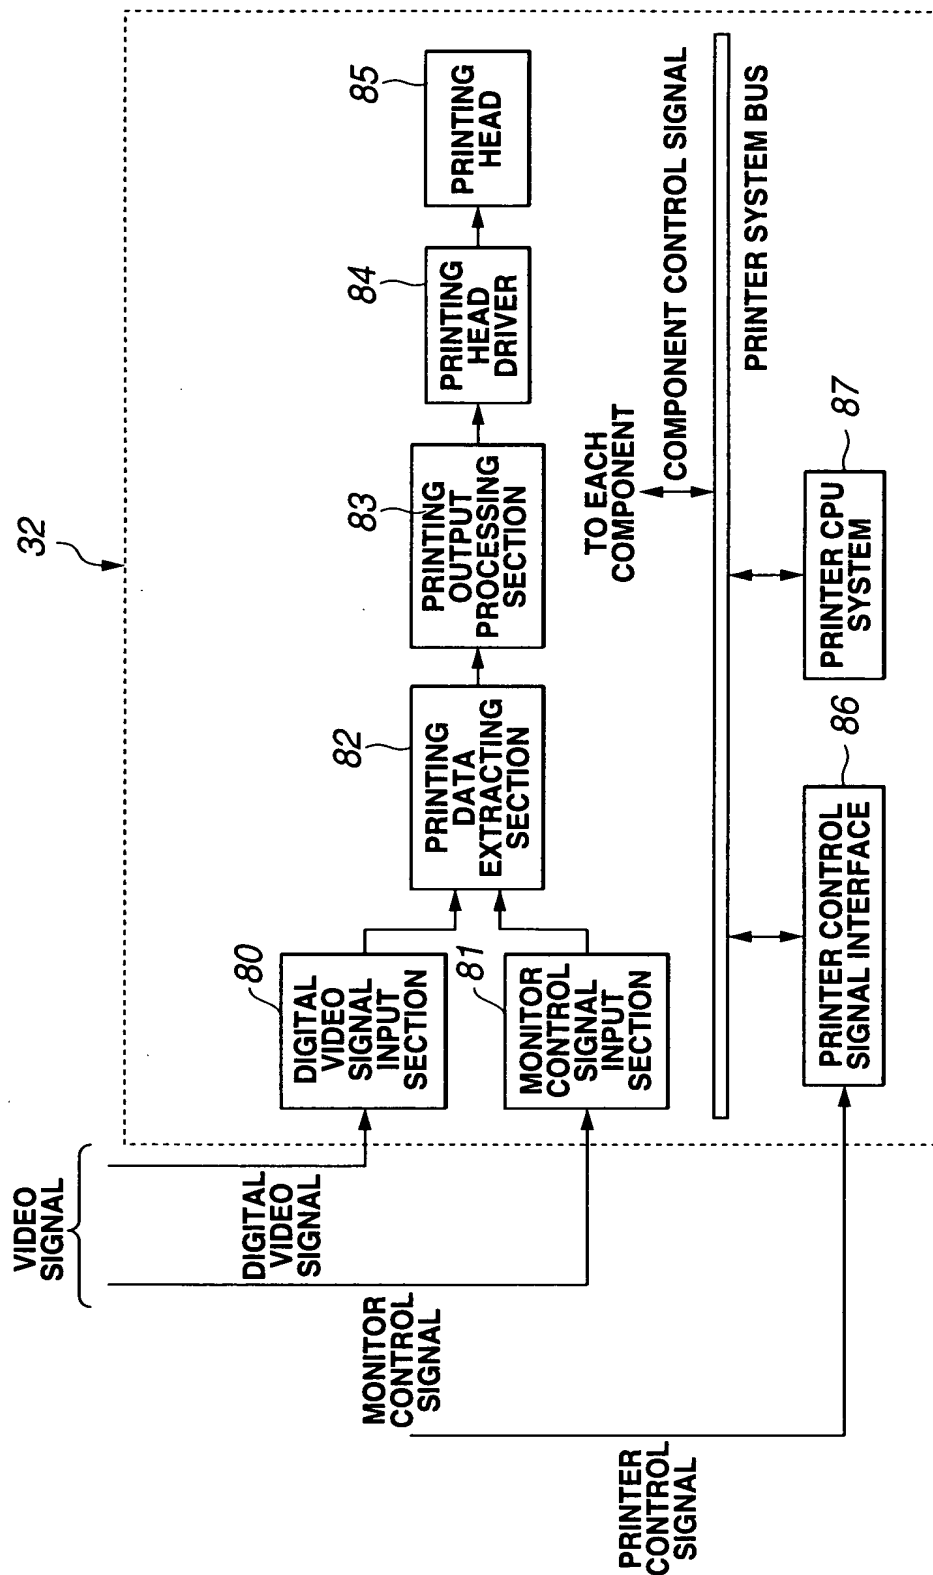 32
VIDEO
SIGNAL
DIGITAL
VIDEO
SIGNAL
MONITOR
CONTROL
SIGNAL
PRINTER
CONTROL
SIGNAL
80
DIGITAL
VIDEO
SIGNAL
INPUT
SECTION
81
MONITOR
CONTROL
SIGNAL
INPUT
SECTION
82
PRINTING
DATA
EXTRACTING
SECTION
83
PRINTING
OUTPUT
PROCESSING
SECTION
84
PRINTING
HEAD
DRIVER
85
PRINTING
HEAD
TO EACH
COMPONENT
COMPONENT CONTROL SIGNAL
PRINTER SYSTEM BUS
86
PRINTER CONTROL
SIGNAL INTERFACE
87
PRINTER CPU
SYSTEM